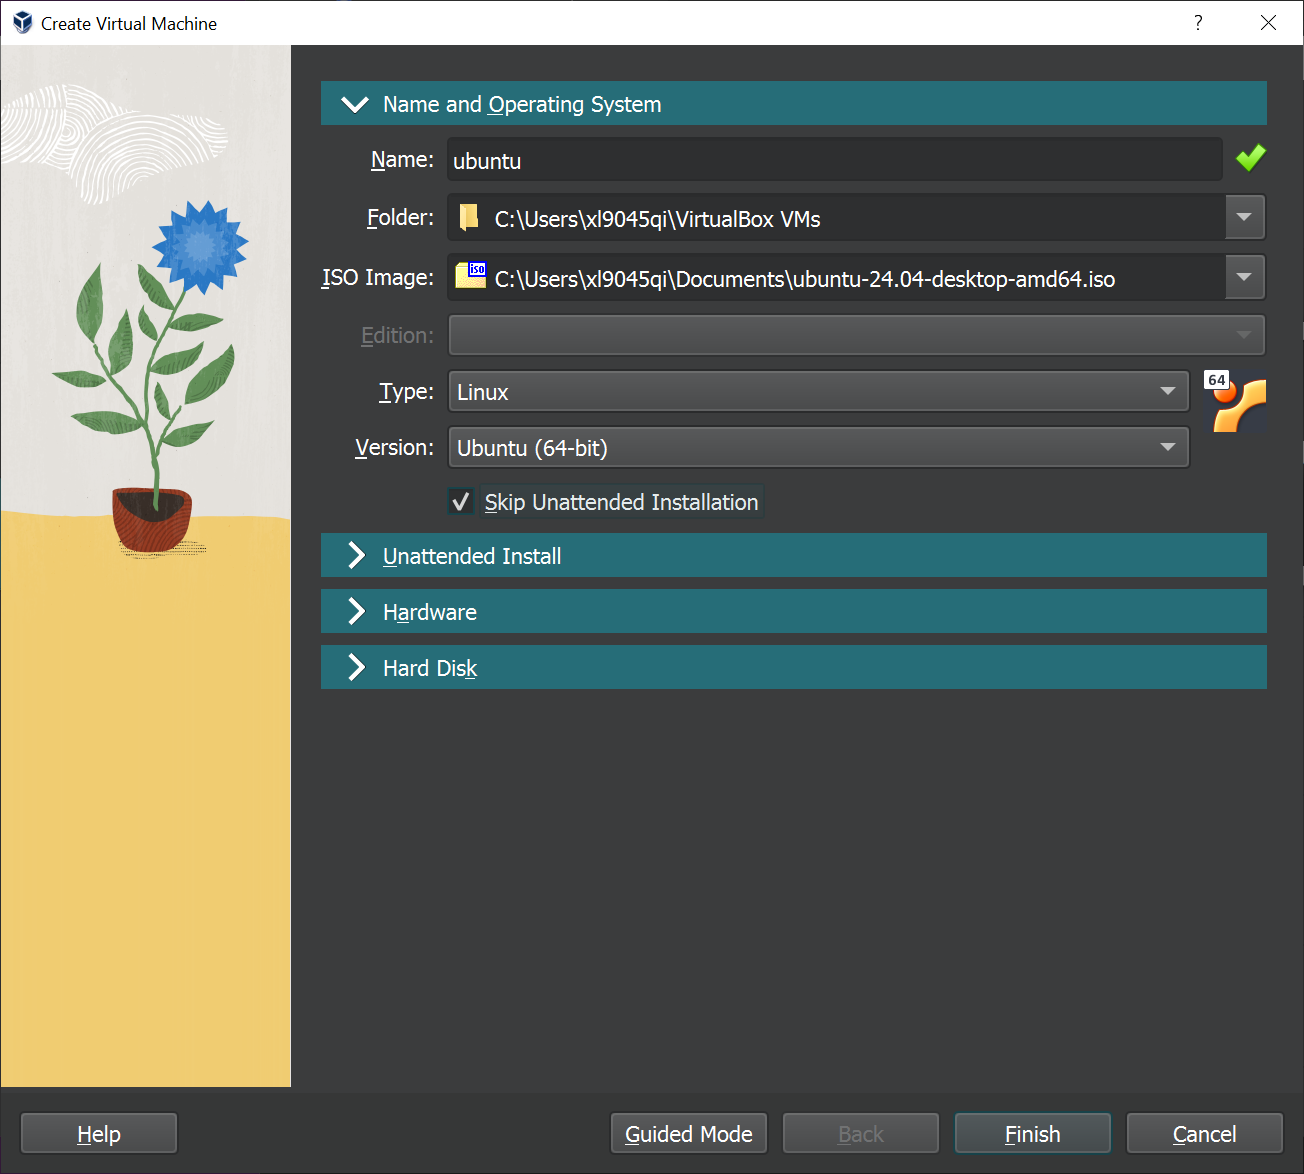 Create Virtual Machine
?
Name and Operating System
Name: ubuntu
Folder: C:\Users\xl9045qi\VirtualBox VMs
ISO Image: iso C:\Users\xl9045qi\Documents\ubuntu-24.04-desktop-amd64.iso
Edition:
Type: Linux 64
Version: Ubuntu (64-bit)
Skip Unattended Installation
Unattended Install
Hardware
Hard Disk
Help Guided Mode Back Finish Cancel